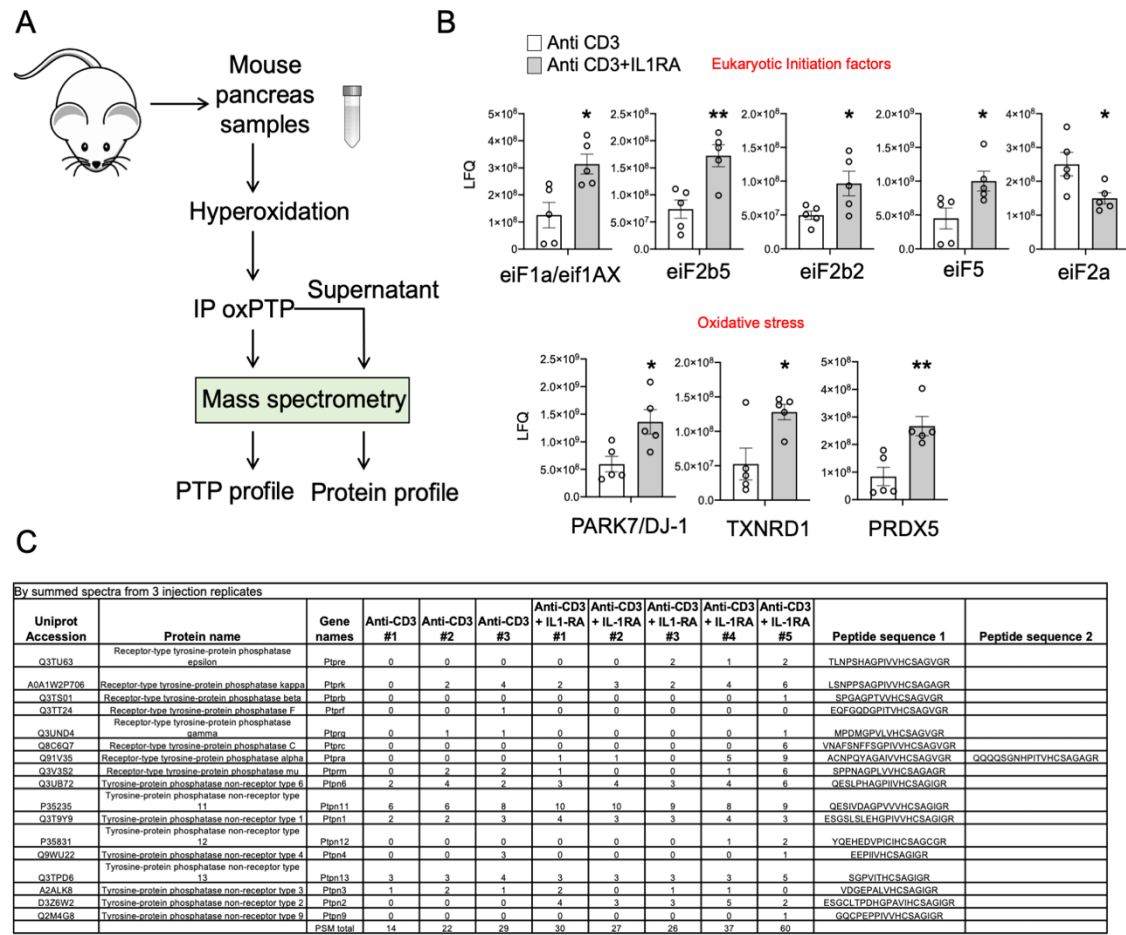 A
Mouse
pancreas
samples
Hyperoxidation
IP oxPTP
Supernatant
Mass spectrometry
PTP profile
Protein profile
B
Anti CD3
Anti CD3+IL1RA
Eukaryotic Initiation factors
LFQ
5×10⁸
4×10⁸
3×10⁸
2×10⁸
1×10⁸
0
*
eiF1a/eif1AX
2.5×10⁸
2.0×10⁸
1.5×10⁸
1.0×10⁸
5.0×10⁷
0.0
**
eiF2b5
2.0×10⁸
1.5×10⁸
1.0×10⁸
5.0×10⁷
0.0
*
eiF2b2
2.0×10⁹
1.5×10⁹
1.0×10⁹
5.0×10⁸
0.0
*
eiF5
4×10⁸
3×10⁸
2×10⁸
1×10⁸
0
*
eiF2a
Oxidative stress
LFQ
2.5×10⁹
2.0×10⁹
1.5×10⁹
1.0×10⁹
5.0×10⁸
0.0
*
PARK7/DJ-1
2.0×10⁸
1.5×10⁸
1.0×10⁸
5.0×10⁷
0.0
*
TXNRD1
5×10⁸
4×10⁸
3×10⁸
2×10⁸
1×10⁸
0
**
PRDX5
C
By summed spectra from 3 injection replicates
Uniprot Accession Protein name Gene names Anti-CD3 #1 Anti-CD3 #2 Anti-CD3 #3 Anti-CD3 + IL1-RA #1 Anti-CD3 + IL-1RA #2 Anti-CD3 + IL1-RA #3 Anti-CD3 + IL-1RA #4 Anti-CD3 + IL-1RA #5 Peptide sequence 1 Peptide sequence 2
Q3TU63 Receptor-type tyrosine-protein phosphatase epsilon Ptpre 0 0 0 0 0 2 1 2 TLNPSHAGPIVVHCSAGVGR
A0A1W2P706 Receptor-type tyrosine-protein phosphatase kappa Ptprk 0 2 4 2 3 2 4 6 LSNPPSAGPIVVHCSAGAGR
Q3TS01 Receptor-type tyrosine-protein phosphatase beta Ptprb 0 0 0 0 0 0 0 1 SPGAGPTVVHCSAGVGR
Q3TT24 Receptor-type tyrosine-protein phosphatase F Ptprf 0 0 1 0 0 0 0 0 EQFGQDGPITVHCSAGVGR
Q3UND4 Receptor-type tyrosine-protein phosphatase gamma Ptprg 0 1 1 0 0 0 0 1 MPDMGPVLVHCSAGVGR
Q8C6Q7 Receptor-type tyrosine-protein phosphatase C Ptprc 0 0 0 0 0 0 0 6 VNAFSNFFSGPIVVHCSAGVGR
Q91V35 Receptor-type tyrosine-protein phosphatase alpha Ptpra 0 0 0 1 1 0 5 9 ACNPQYAGAIVVHCSAGVGR QQQQSGNHPITVHCSAGAGR
Q3V3S2 Receptor-type tyrosine-protein phosphatase mu Ptprm 0 2 2 1 0 0 1 6 SPPNAGPLVVHCSAGAGR
Q3UB72 Tyrosine-protein phosphatase non-receptor type 6 Ptpn6 2 4 2 3 4 3 4 6 QESLPHAGPIIVHCSAGIGR
P35235 Tyrosine-protein phosphatase non-receptor type 11 Ptpn11 6 6 8 10 10 9 8 9 QESIVDAGPVVVHCSAGIGR
Q3T9Y9 Tyrosine-protein phosphatase non-receptor type 1 Ptpn1 2 2 3 4 3 3 4 3 ESGSLSLEHGPIVVHCSAGIGR
P35831 Tyrosine-protein phosphatase non-receptor type 12 Ptpn12 0 0 0 0 0 0 1 2 YQEHEDVPICIHCSAGCGR
Q9WU22 Tyrosine-protein phosphatase non-receptor type 4 Ptpn4 0 0 3 0 0 0 0 1 EEPIIVHCSAGIGR
Q3TPD6 Tyrosine-protein phosphatase non-receptor type 13 Ptpn13 3 3 4 3 3 3 3 5 SGPVITHCSAGIGR
A2ALK8 Tyrosine-protein phosphatase non-receptor type 3 Ptpn3 1 2 1 2 0 1 1 0 VDGEPALVHCSAGIGR
D3Z6W2 Tyrosine-protein phosphatase non-receptor type 2 Ptpn2 0 0 0 4 3 3 5 2 ESGCLTPDHGPAVIHCSAGIGR
Q2M4G8 Tyrosine-protein phosphatase non-receptor type 9 Ptpn9 0 0 0 0 0 0 0 1 GQCPEPPIVVHCSAGIGR
PSM total 14 22 29 30 27 26 37 60